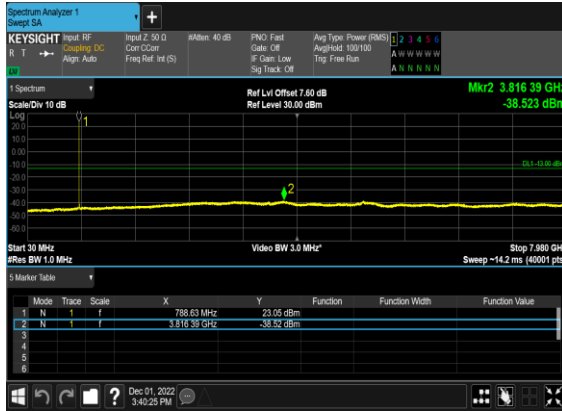 Spectrum Analyzer 1
Swept SA
KEYSIGHT Input: RF Input Z: 50 Ω #Atten: 40 dB PNO: Fast Avg Type: Power (RMS) 1 2 3 4 5 6
R T Coupling: DC Corr CCorr Gate: Off Avg|Hold: 100/100 A W W W W W
Align: Auto Freq Ref: Int (S) IF Gain: Low Trig: Free Run
LXI Sig Track: Off A N N N N N
1 Spectrum Ref Lvl Offset 7.60 dB Mkr2 3.816 39 GHz
Scale/Div 10 dB Ref Level 30.00 dBm -38.523 dBm
Log
20.0
10.0
0.00
-10.0
-20.0
-30.0
-40.0
-50.0
-60.0
1
DL1 -13.00 dBm
2
Start 30 MHz Video BW 3.0 MHz* Stop 7.980 GHz
#Res BW 1.0 MHz Sweep ~14.2 ms (40001 pts)
5 Marker Table
Mode Trace Scale X Y Function Function Width Function Value
1 N 1 f 788.63 MHz 23.05 dBm
2 N 1 f 3.816 39 GHz -38.52 dBm
3
4
5
6
Dec 01, 2022
3:40:25 PM